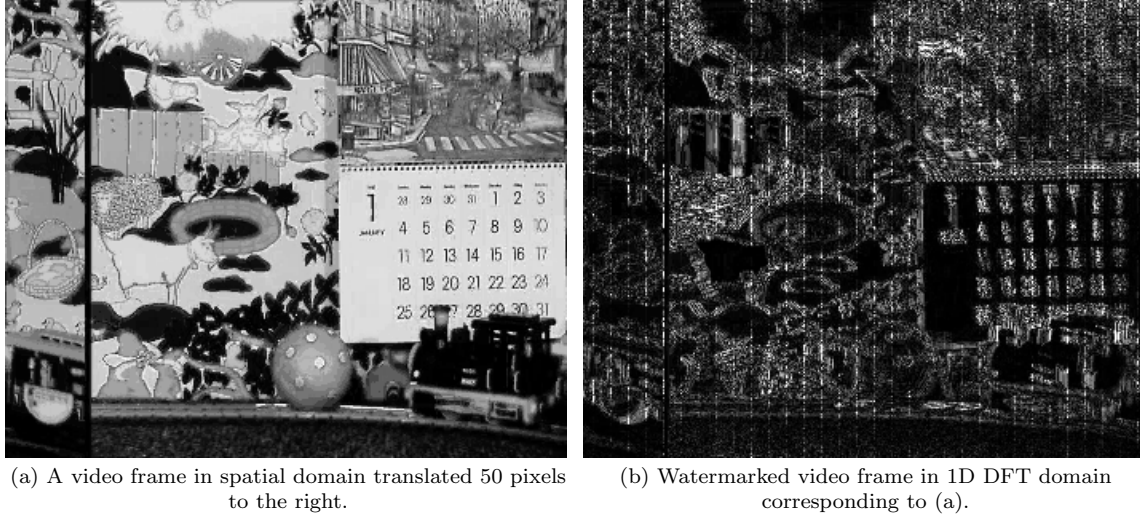 28 29 30 31 1 2 3
1
JANUARY 4 5 6 7 8 9 10
11 12 13 14 15 16 17
18 19 20 21 22 23 24
25 26 27 28 29 30 31
(a) A video frame in spatial domain translated 50 pixels
to the right.
(b) Watermarked video frame in 1D DFT domain
corresponding to (a).